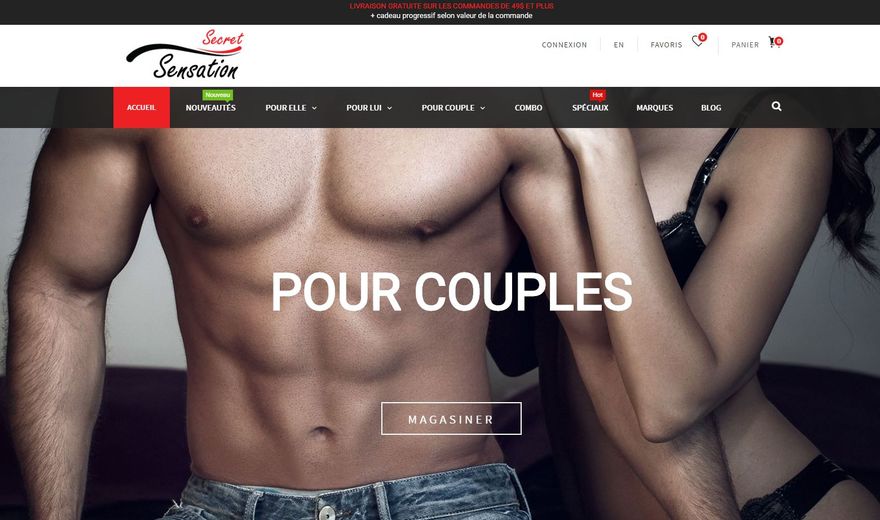 LIVRAISON GRATUITE SUR LES COMMANDES DE 49$ ET PLUS
+ cadeau progressif selon valeur de la commande
Secret
Sensation
CONNEXION
EN
FAVORIS 0
PANIER 0
Nouveau
Hot
ACCUEIL NOUVEAUTÉS POUR ELLE POUR LUI POUR COUPLE COMBO SPÉCIAUX MARQUES BLOG
POUR COUPLES
MAGASINER